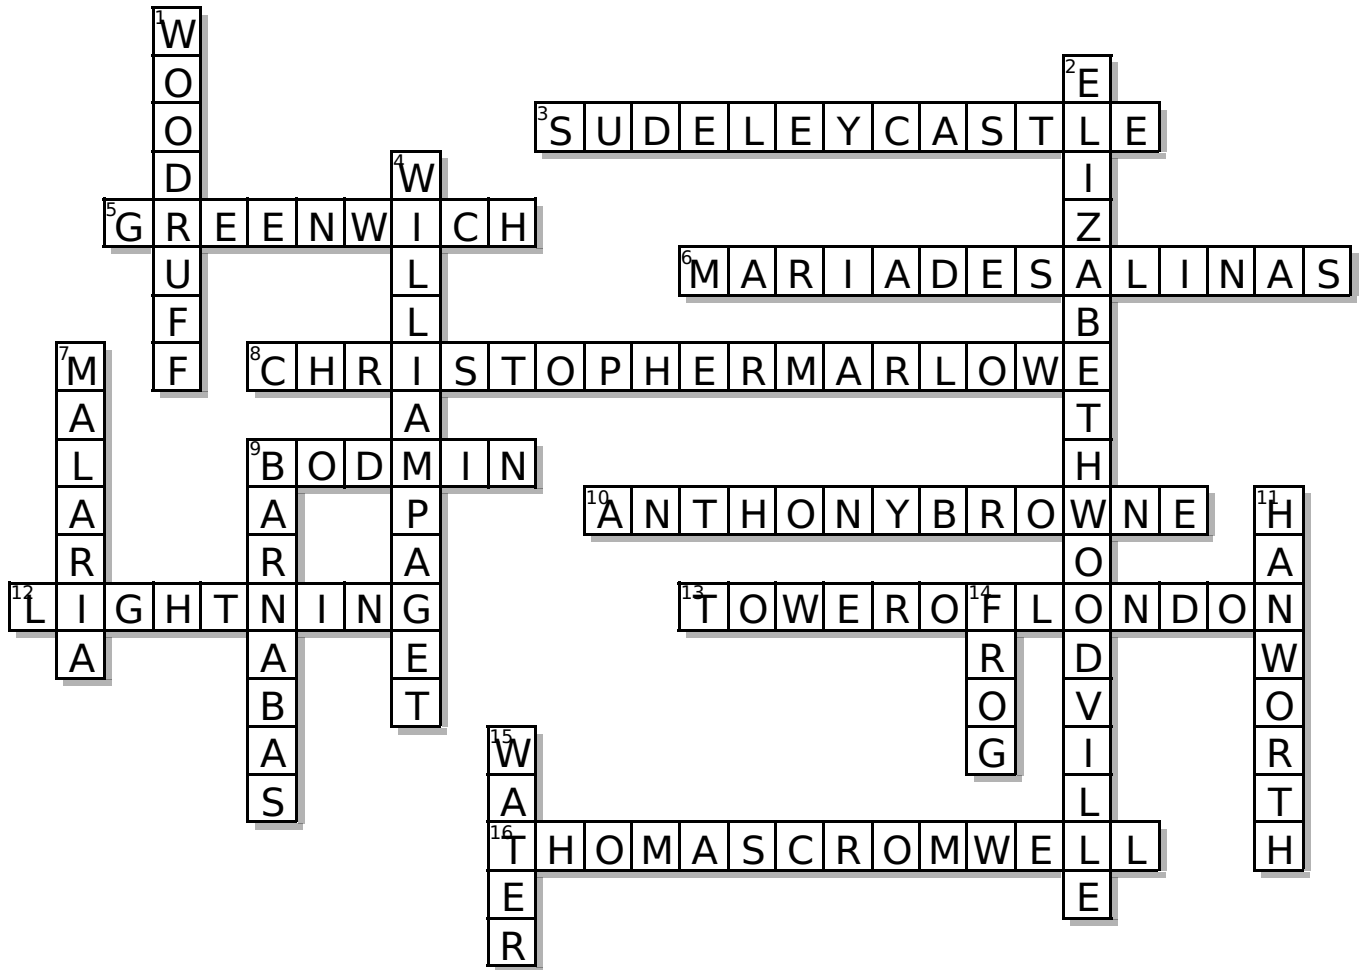 1 WOODRUFF
2 ELIZABETHWOODVILLE
3 SUDELEYCASTLE
4 WILLIAMPAGET
5 GREENWICH
6 MARIADESALINAS
7 MALARIA
8 CHRISTOPHERMARLOWE
9 BODMIN
BARNABAS
10 ANTHONYBROWNE
11 HANWORTH
12 LIGHTNING
13 TOWEROFLONDON
14 FROG
15 WATER
16 THOMASCROMWELL